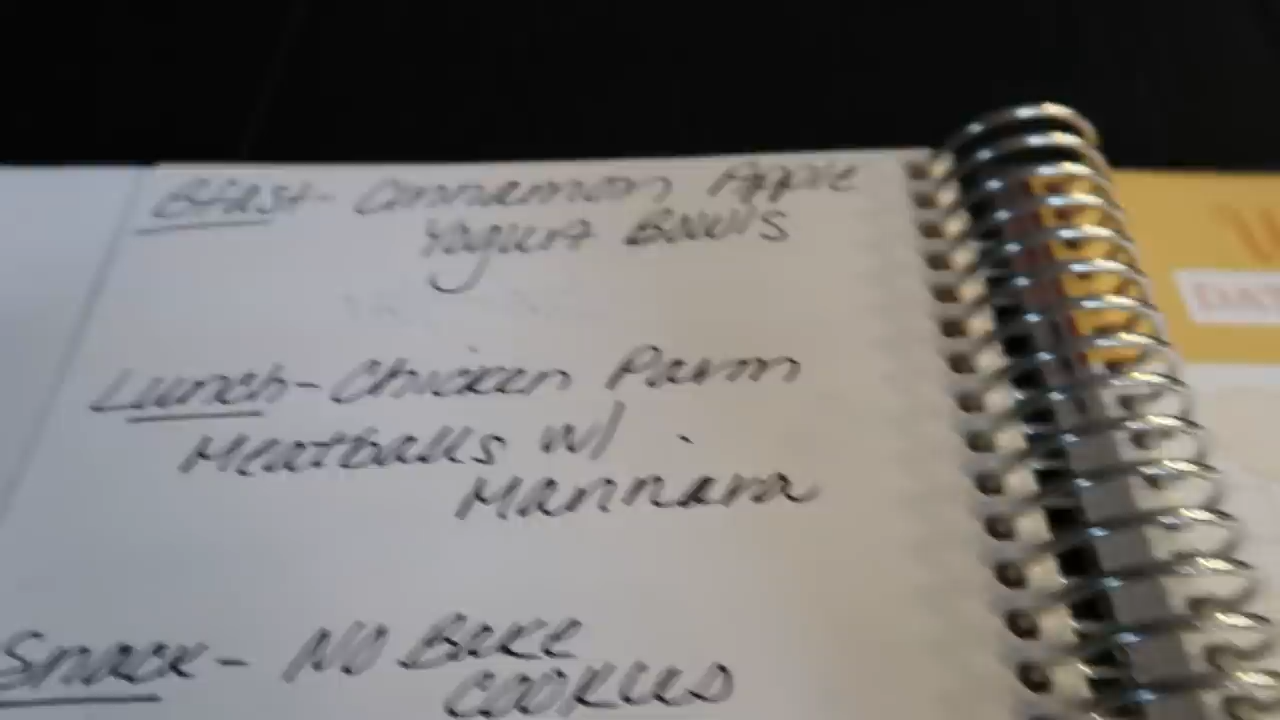 Bfast- Cinnamon Apple
Yogurt Bowls
Lunch- Chicken Parm
Meatballs w/
Marinara
Snack- No Bake
Cookies